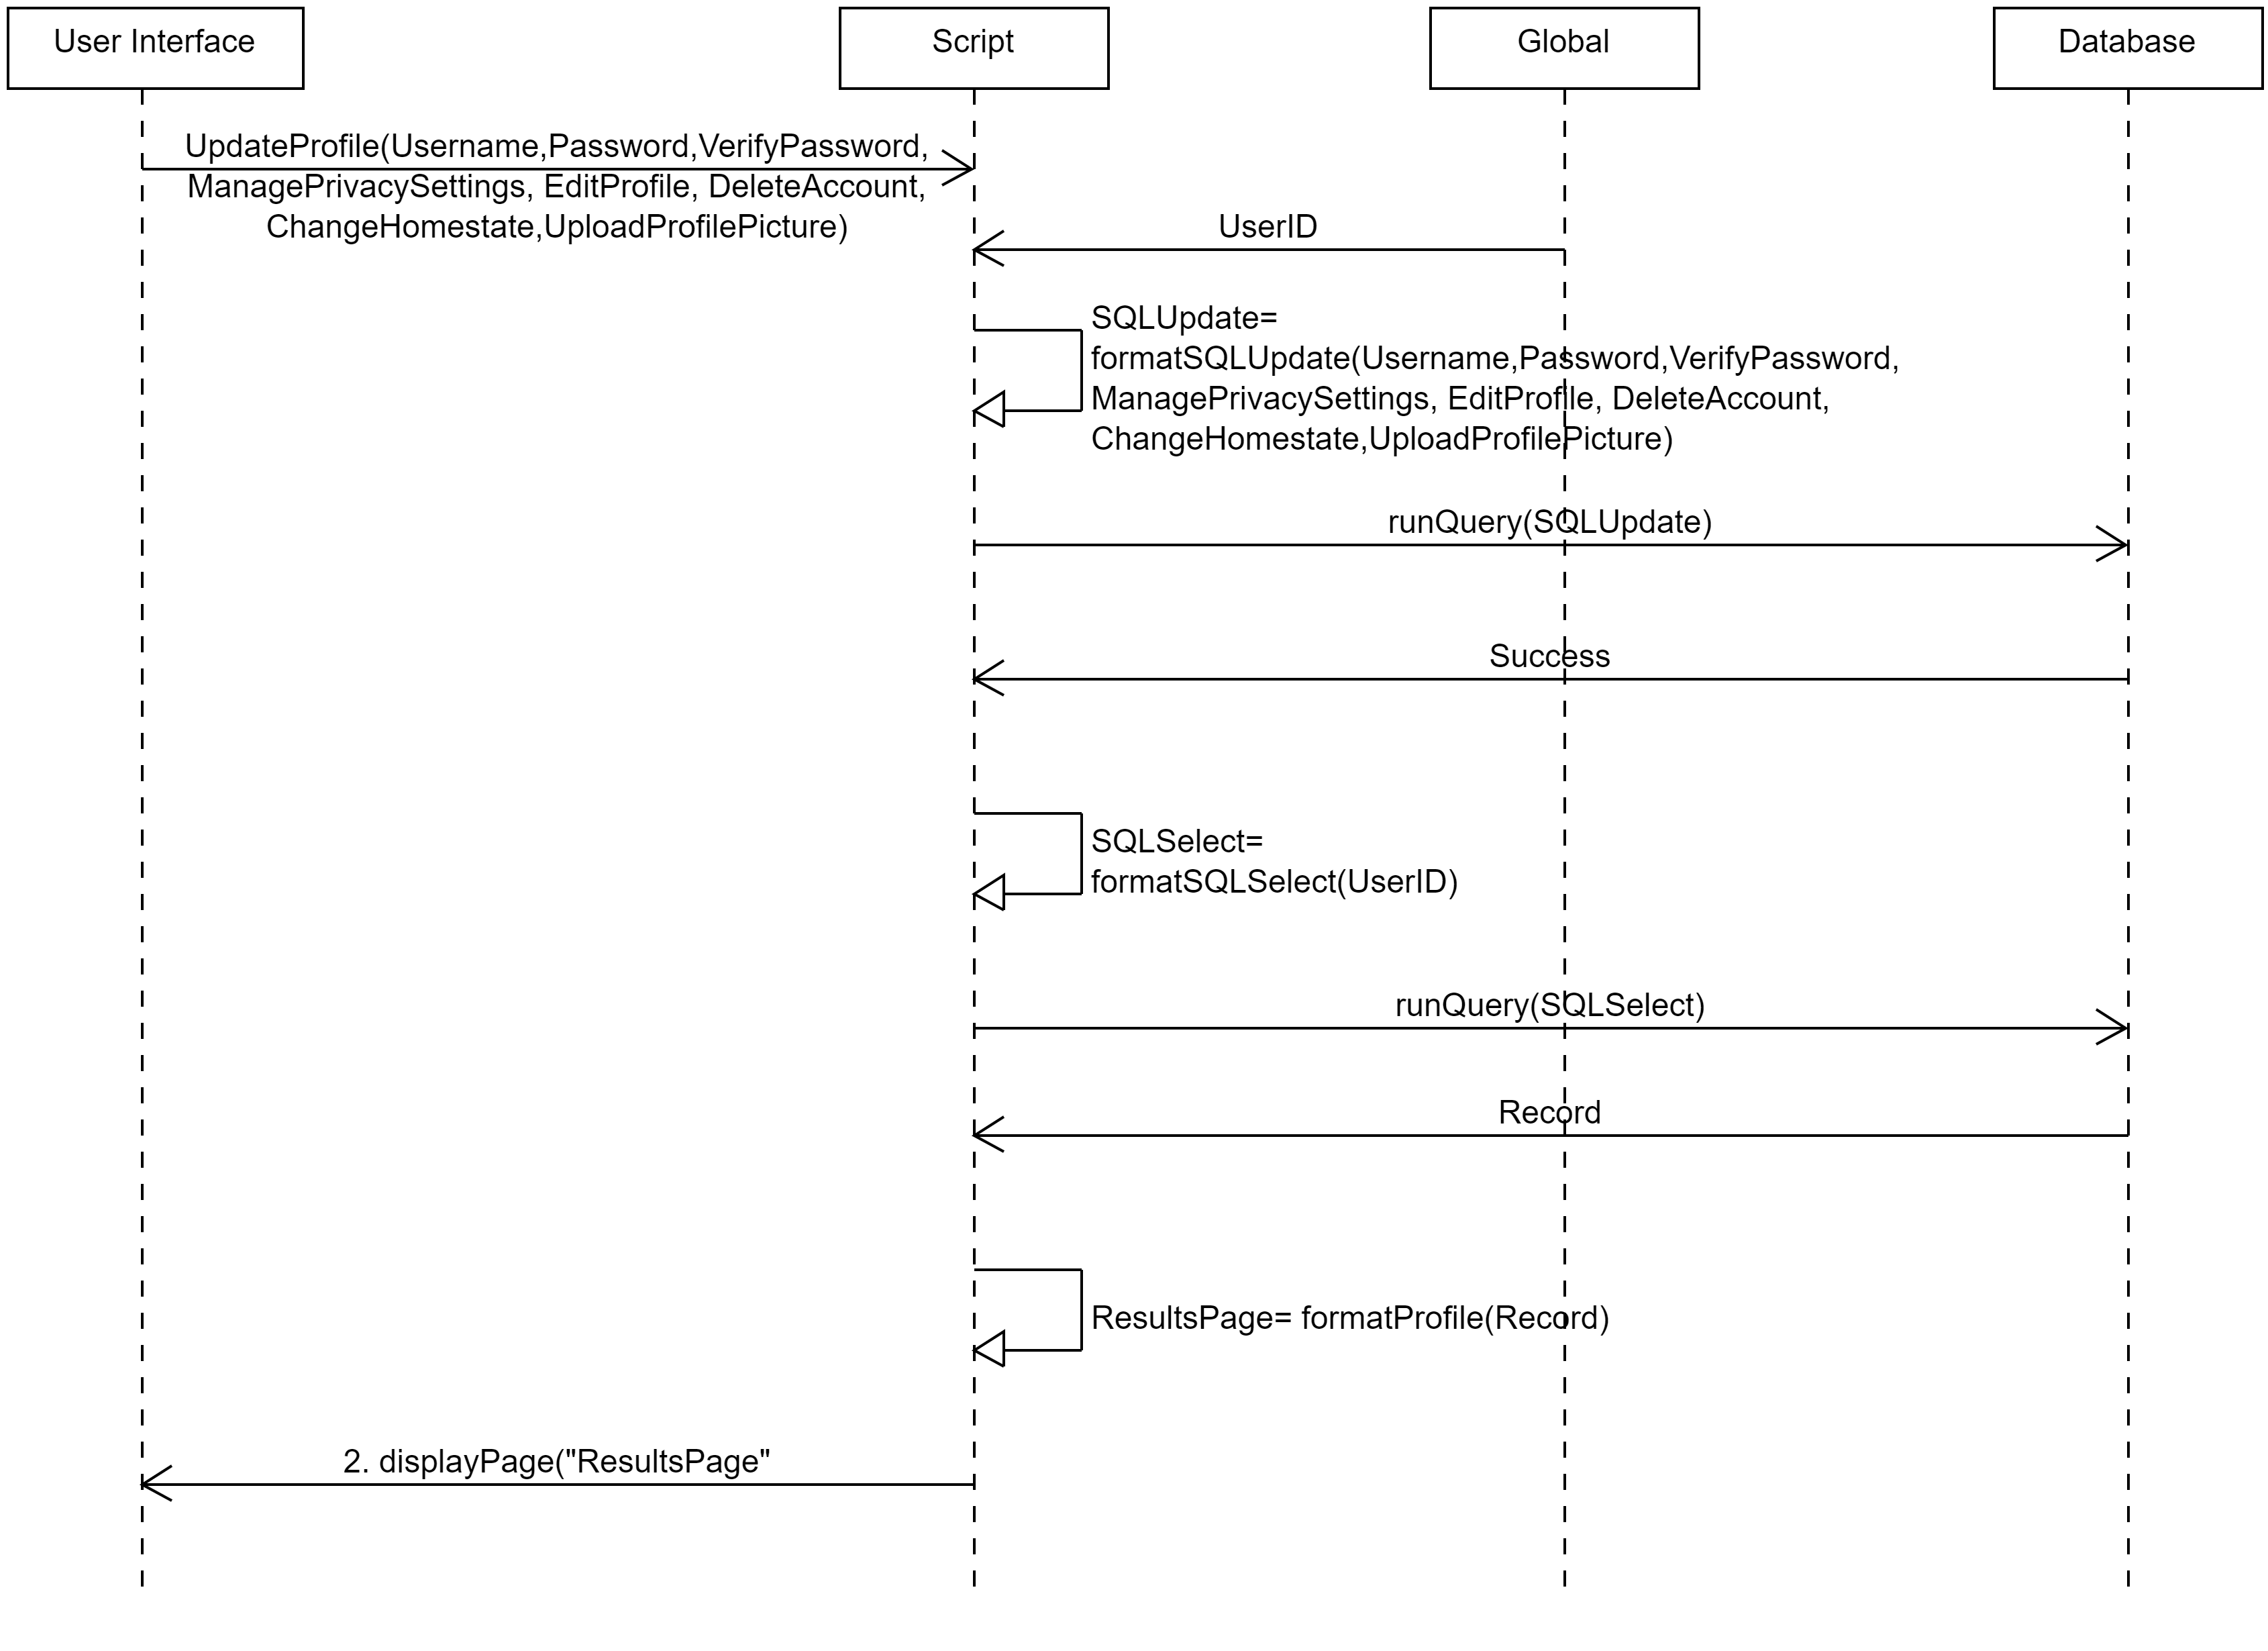 User Interface
Script
Global
Database
UpdateProfile(Username,Password,VerifyPassword,
ManagePrivacySettings, EditProfile, DeleteAccount,
ChangeHomestate,UploadProfilePicture)
UserID
SQLUpdate=
formatSQLUpdate(Username,Password,VerifyPassword,
ManagePrivacySettings, EditProfile, DeleteAccount,
ChangeHomestate,UploadProfilePicture)
runQuery(SQLUpdate)
Success
SQLSelect=
formatSQLSelect(UserID)
runQuery(SQLSelect)
Record
ResultsPage= formatProfile(Record)
2. displayPage("ResultsPage"